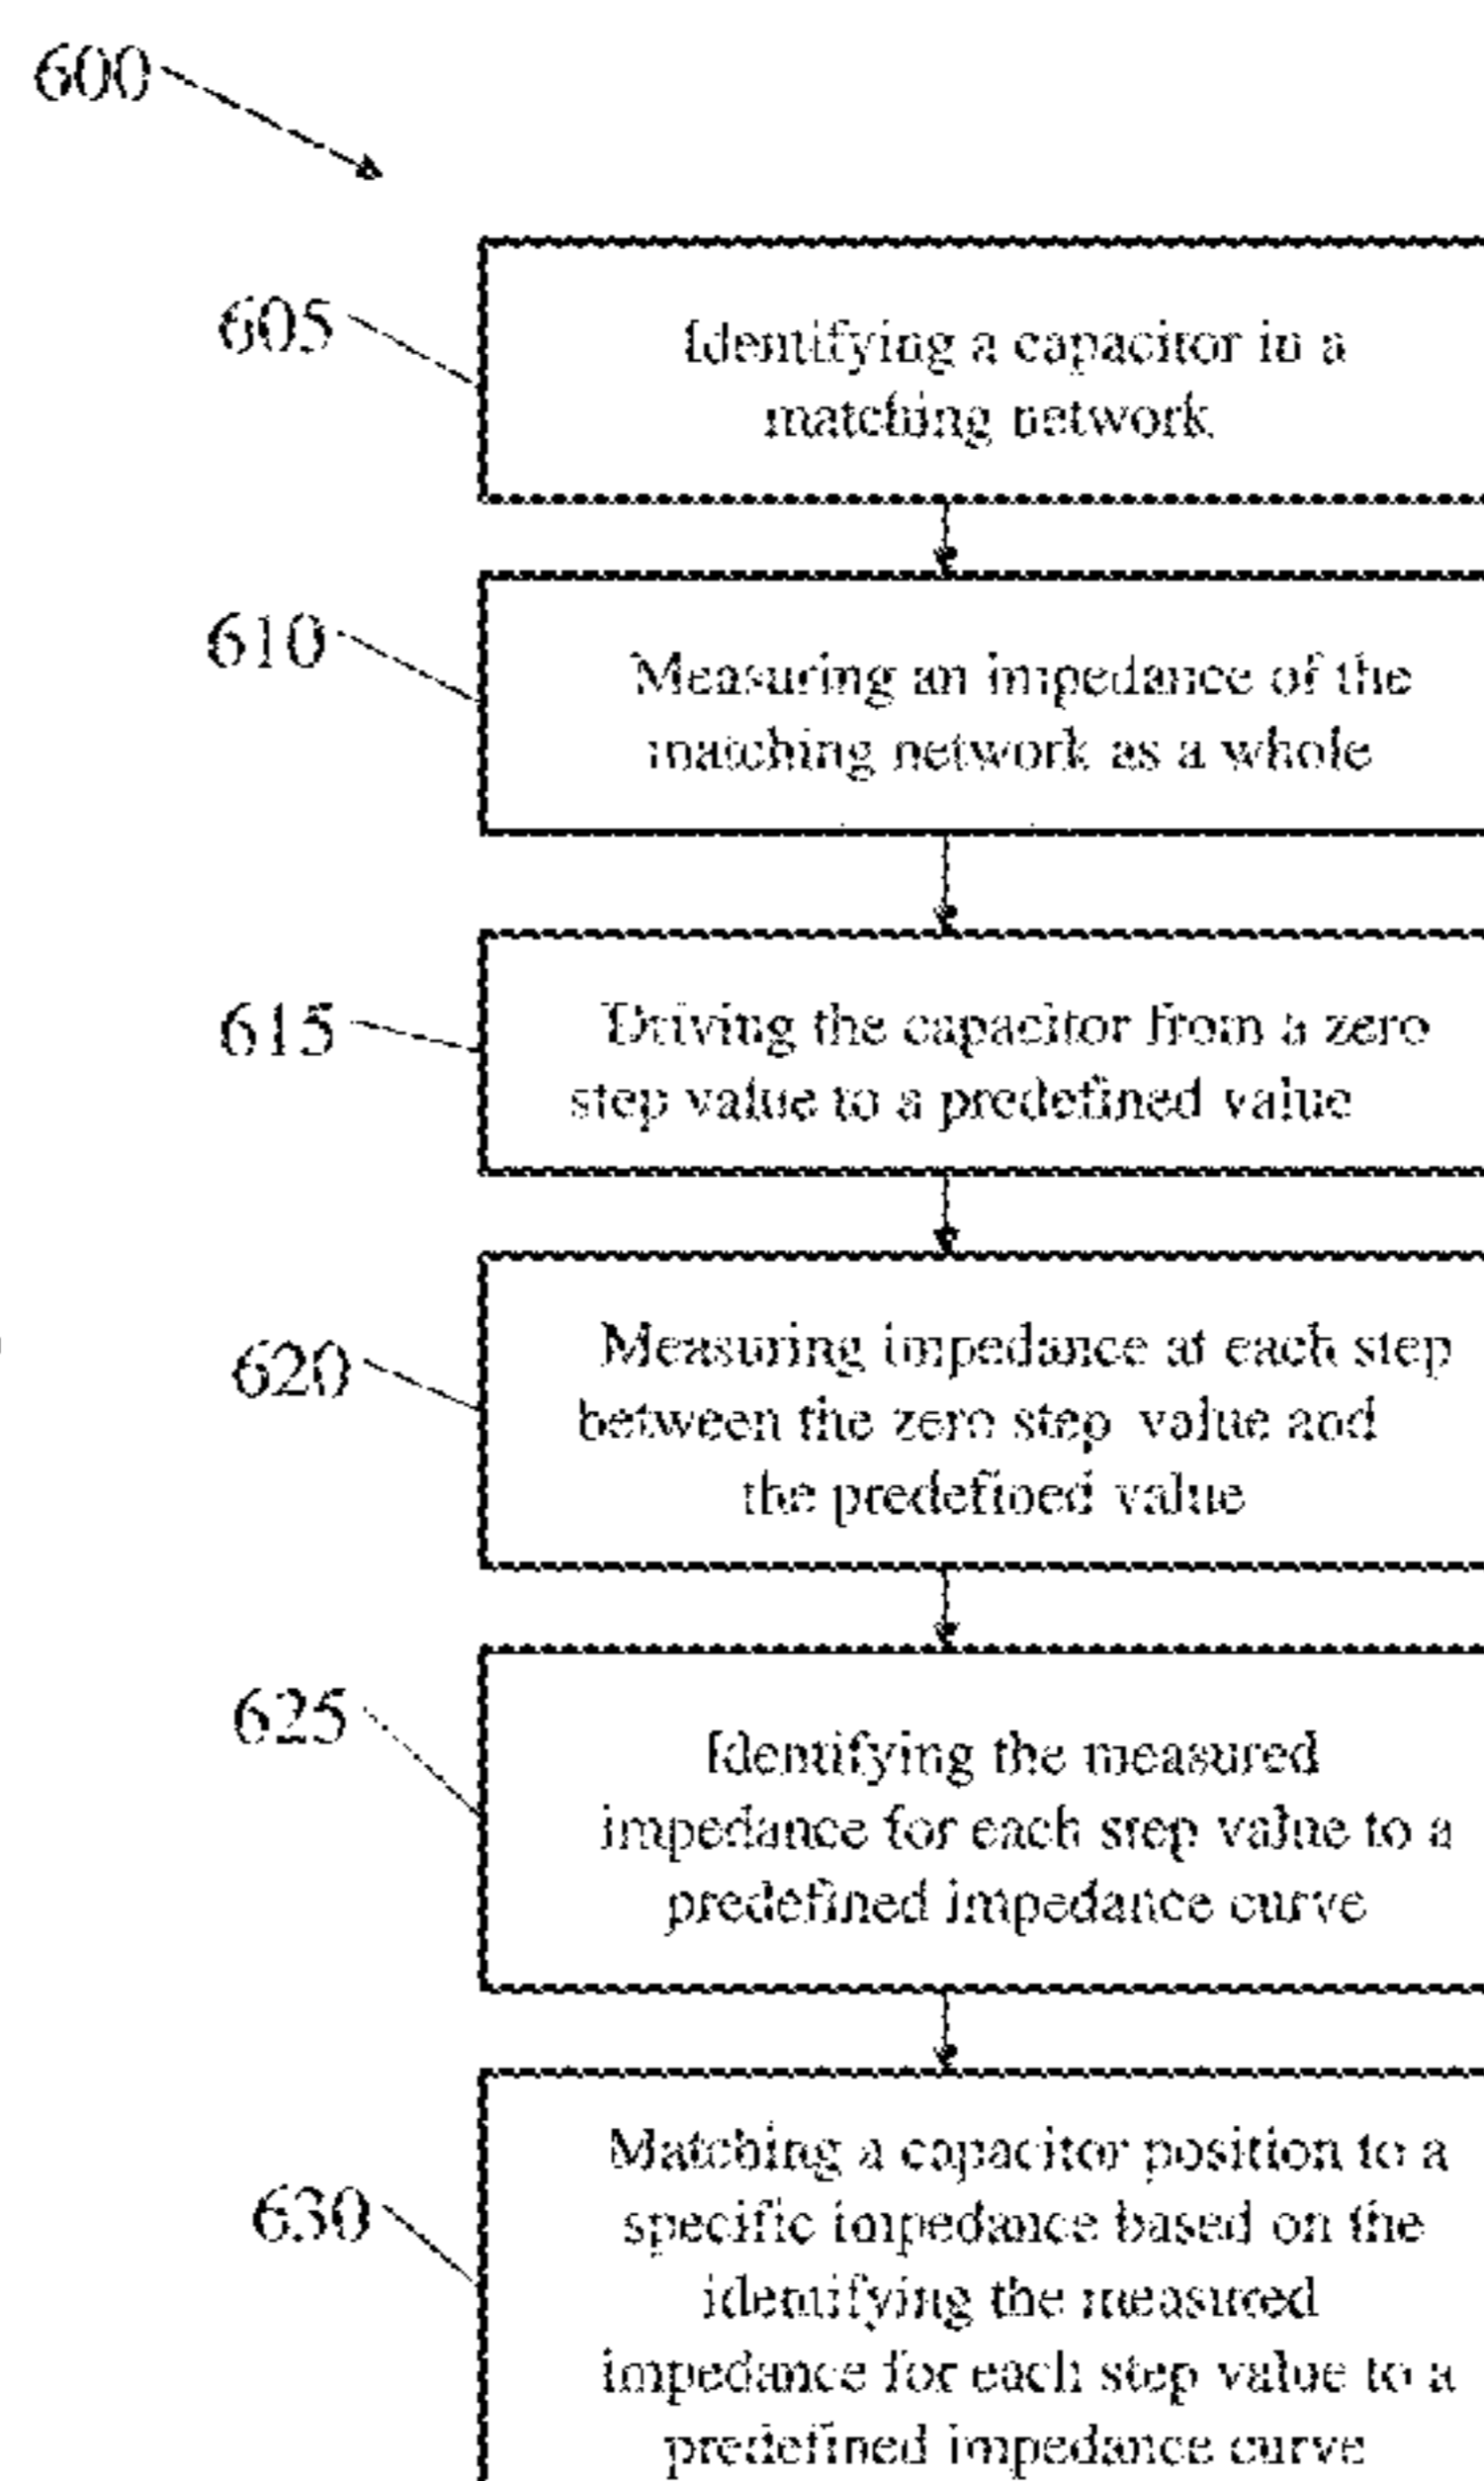 600
605
Identifying a capacitor in a
matching network
610
Measuring an impedance of the
matching network as a whole
615
Driving the capacitor from a zero
step value to a predefined value
620
Measuring impedance at each step
between the zero step value and
the predefined value
625
Identifying the measured
impedance for each step value to a
predefined impedance curve
630
Matching a capacitor position to a
specific impedance based on the
identifying the measured
impedance for each step value to a
predefined impedance curve